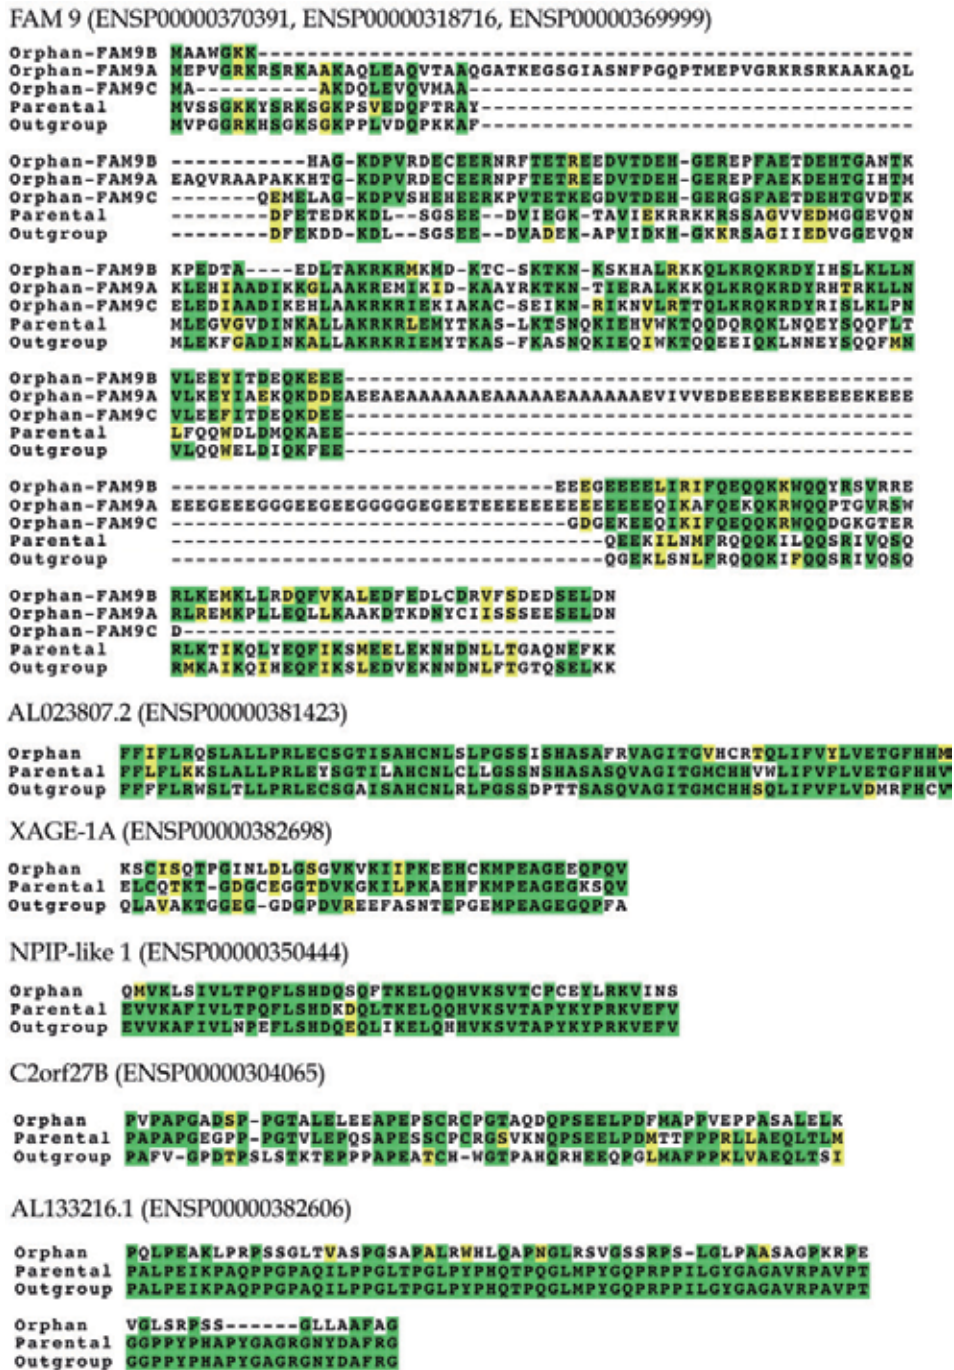 FAM 9 (ENSP00000370391, ENSP00000318716, ENSP00000369999)
Orphan-FAM9B MAAWGKK------------------------------------------------------------------
Orphan-FAM9A MEPVGRKRSRKAAKAQLEAQVTAAQGATKEGSGIASNFPGQPTMEPVGRKRSRKAAKAQL
Orphan-FAM9C MA------------AKDQLEVQVMAA----------------------------------
Parental MVSSGKKYSRKSGKPSVEDQFTRAY-----------------------------------
Outgroup MVPGGRKHSGKSGKPPLVDQPKKAF-----------------------------------
Orphan-FAM9B -----------HAG-KDPVRDECEERNRFTETREEDVTDEH-GEREPFAETDEHTGANTK
Orphan-FAM9A EAQVRAAPAKKHTG-KDPVRDECEERNPFTETREEDVTDEH-GEREPFAEKDEHTGIHTM
Orphan-FAM9C -------QEMELAG-KDPVSHEHEERKPVTETKEGDVTDEH-GERGSFAETDEHTGVDTK
Parental --------DFETEDKKDL--SGSEE--DVIEGK-TAVIEKRRKKRSSAGVVEDMGGEVQN
Outgroup --------DFEKDD-KDL--SGSEE--DVADEK-APVIDKH-GKKRSAGIIEDVGGEVQN
Orphan-FAM9B KPEDTA----EDLTAKRKRMKMD-KTC-SKTKN-KSKHALRKKQLKRQKRDYIHSLKLLN
Orphan-FAM9A KLEHIAADIKKGLAAKREMIKID-KAAYRKTKN-TIERALKKKQLKRQKRDYRHTRKLLN
Orphan-FAM9C ELEDIAADIKEHLAAKRKRIEKIAKAC-SEIKN-RIKNVLRTTQLKRQKRDYRISLKLPN
Parental MLEGVGVDINKALLAKRKRLEMYTKAS-LKTSNQKIEHVWKTQQDQRQKLNQEYSQQFLT
Outgroup MLEKFGADINKALLAKRKRIEMYTKAS-FKASNQKIEQIWKTQQEEIQKLNNEYSQQFMN
Orphan-FAM9B VLEEYITDEQKEEE----------------------------------------------
Orphan-FAM9A VLKEYIAEKQKDDEAEEAEAAAAAAEAAAAAEAAAAAAEVIVVEDEEEEEKEEEEEKEEE
Orphan-FAM9C VLEEFITDEQKDEE----------------------------------------------
Parental LFQQWDLDMQKAEE----------------------------------------------
Outgroup VLQQWELDIQKFEE----------------------------------------------
Orphan-FAM9B -------------------------------EEEGEEEELIRIFQEQQKKWQQYRSVRRE
Orphan-FAM9A EEEGEEEGGGEEGEEGGGGGEGEETEEEEEEEEEEEEEEQIKAFQEKQKRWQQPTGVRSW
Orphan-FAM9C --------------------------------GDGEKEEQIKIFQEQQKRWQQDGKGTER
Parental -----------------------------------QEEKILNMFRQQQKILQQSRIVQSQ
Outgroup -----------------------------------QGEKLSNLFRQQQKIFQQSRIVQSQ
Orphan-FAM9B RLKEMKLLRDQFVKALEDFEDLCDRVFSDEDSELDN
Orphan-FAM9A RLREMKPLLEQLLKAAKDTKDNYCIISSSEESELDN
Orphan-FAM9C D-----------------------------------
Parental RLKTIKQLYEQFIKSMEELEKNHDNLLTGAQNEFKK
Outgroup RMKAIKQIHEQFIKSLEDVEKNNDNLFTGTQSELKK
AL023807.2 (ENSP00000381423)
Orphan FFIFLRQSLALLPRLECSGTISAHCNLSLPGSSISHASAFRVAGITGVHCRTQLIFVYLVETGFHHM
Parental FFLFLKKSLALLPRLEYSGTILAHCNLCLLGSSNSHASASQVAGITGMCHHVWLIFVFLVETGFHHV
Outgroup FFFFLRWSLTLLPRLECSGAISAHCNLRLPGSSDPTTSASQVAGITGMCHHSQLIFVFLVDMRFHCV
XAGE-1A (ENSP00000382698)
Orphan KSCISQTPGINLDLGSGVKVKIIPKEEHCKMPEAGEEQPQV
Parental ELCQTKT-GDGCEGGTDVKGKILPKAEHFKMPEAGEGKSQV
Outgroup QLAVAKTGGEG-GDGPDVREEFASNTEPGEMPEAGEGQPFA
NPIP-like 1 (ENSP00000350444)
Orphan QMVKLSIVLTPQFLSHDQSQFTKELQQHVKSVTCPCEYLRKVINS
Parental EVVKAFIVLTPQFLSHDKDQLTKELQQHVKSVTAPYKYPRKVEFV
Outgroup EVVKAFIVLNPEFLSHDQEQLIKELQHHVKSVTAPYKYPRKVEFV
C2orf27B (ENSP00000304065)
Orphan PVPAPGADSP-PGTALELEEAPEPSCRCPGTAQDQPSEELPDFMAPPVEPPASALELK
Parental PAPAPGEGPP-PGTVLEPQSAPESSCPCRGSVKNQPSEELPDMTTFPPRLLAEQLTLM
Outgroup PAFV-GPDTPSLSTKTEPPPAPEATCH-WGTPAHQRHEEQPGLMAFPPKLVAEQLTSI
AL133216.1 (ENSP00000382606)
Orphan PQLPEAKLPRPSSGLTVASPGSAPALRWHLQAPNGLRSVGSSRPS-LGLPAASAGPKRPE
Parental PALPEIKPAQPPGPAQILPPGLTPGLPYPHQTPQGLMPYGQPRPPILGYGAGAVRPAVPT
Outgroup PALPEIKPAQPPGPAQILPPGLTPGLPYPHQTPQGLMPYGQPRPPILGYGAGAVRPAVPT
Orphan VGLSRPSS------GLLAAFAG
Parental GGPPYPHAPYGAGRGNYDAFRG
Outgroup GGPPYPHAPYGAGRGNYDAFRG